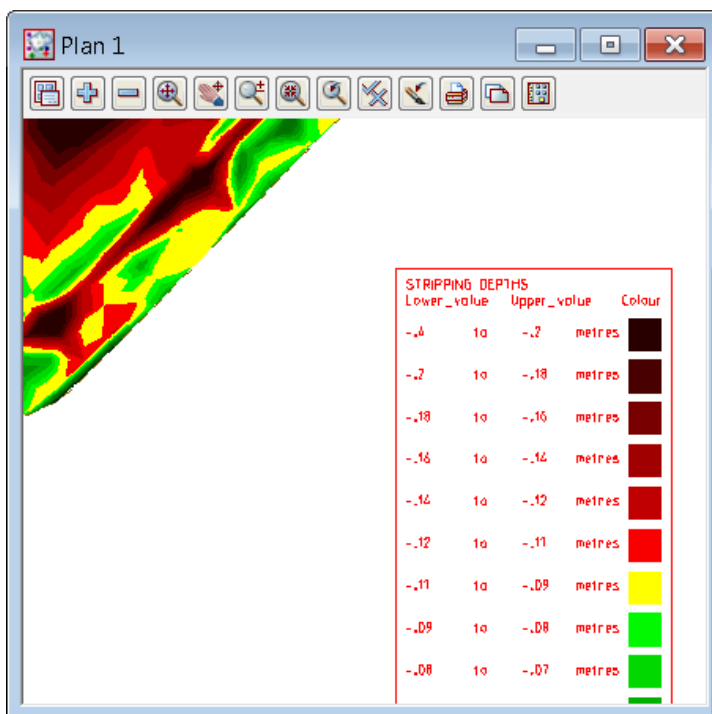 Plan 1
STRIPPING DEPTHS
Lower_value Upper_value Colour
-.4 to -.2 metres
-.2 to -.18 metres
-.18 to -.16 metres
-.16 to -.14 metres
-.14 to -.12 metres
-.12 to -.11 metres
-.11 to -.09 metres
-.09 to -.08 metres
-.08 to -.07 metres